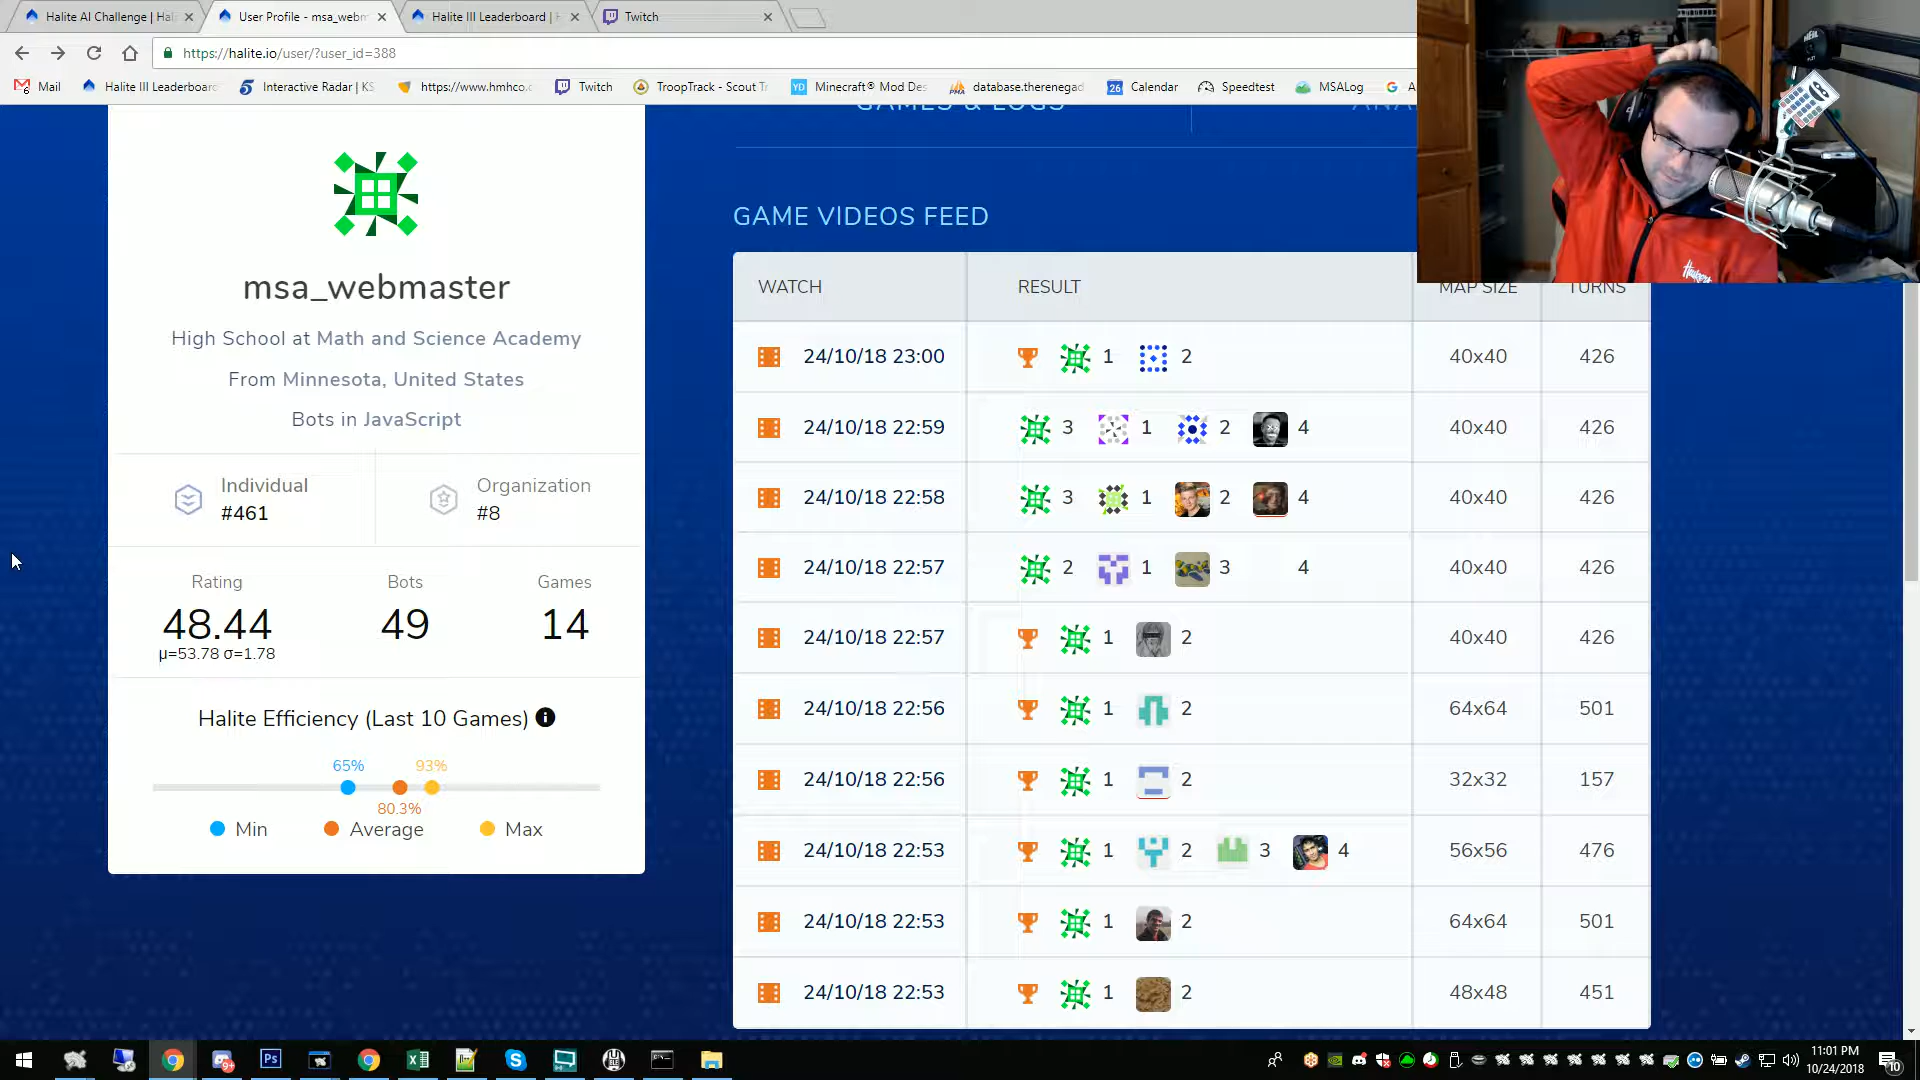 Halite AI Challenge | Hal
User Profile - msa_webm
Halite III Leaderboard |
Twitch
https://halite.io/user/?user_id=388
Mail
Halite III Leaderboard
Interactive Radar | KS
https://www.hmhco.c
Twitch
TroopTrack - Scout Tr
Minecraft® Mod Des
database.therenegad
Calendar
Speedtest
MSALog
GAMES & LOGS
GAME VIDEOS FEED
WATCH RESULT MAP SIZE TURNS
msa_webmaster
High School at Math and Science Academy
From Minnesota, United States
Bots in JavaScript
Individual
#461
Organization
#8
Rating Bots Games
48.44 49 14
μ=53.78 σ=1.78
Halite Efficiency (Last 10 Games)
65% 93%
80.3%
Min Average Max
24/10/18 23:00 1 2 40x40 426
24/10/18 22:59 3 1 2 4 40x40 426
24/10/18 22:58 3 1 2 4 40x40 426
24/10/18 22:57 2 1 3 4 40x40 426
24/10/18 22:57 1 2 40x40 426
24/10/18 22:56 1 2 64x64 501
24/10/18 22:56 1 2 32x32 157
24/10/18 22:53 1 2 3 4 56x56 476
24/10/18 22:53 1 2 64x64 501
24/10/18 22:53 1 2 48x48 451
11:01 PM
10/24/2018